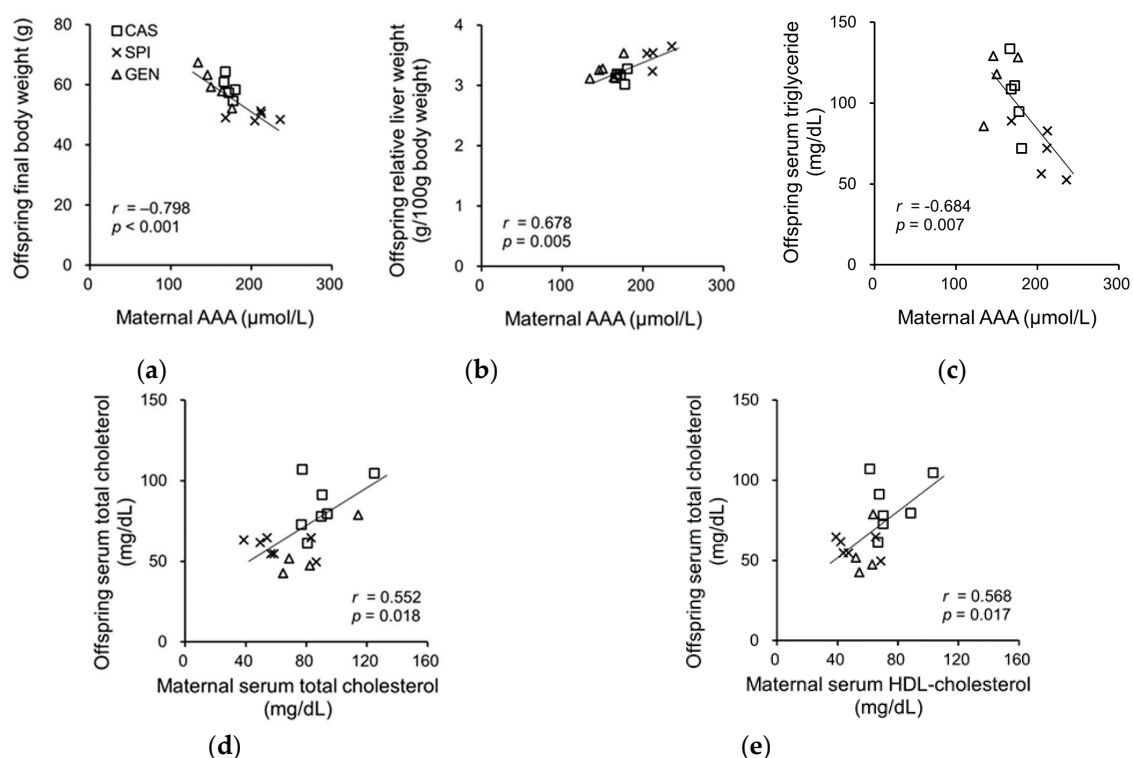 Offspring final body weight (g)
80
60
40
20
0
CAS
SPI
GEN
r = –0.798
p < 0.001
0 100 200 300
Maternal AAA (µmol/L)
(a)
Offspring relative liver weight
(g/100g body weight)
4
3
2
1
0
r = 0.678
p = 0.005
0 100 200 300
Maternal AAA (µmol/L)
(b)
Offspring serum triglyceride
(mg/dL)
150
100
50
0
r = -0.684
p = 0.007
0 100 200 300
Maternal AAA (µmol/L)
(c)
Offspring serum total choleterol
(mg/dL)
150
100
50
0
r = 0.552
p = 0.018
0 40 80 120 160
Maternal serum total cholesterol
(mg/dL)
(d)
Offspring serum total choleterol
(mg/dL)
150
100
50
0
r = 0.568
p = 0.017
0 40 80 120 160
Maternal serum HDL-cholesterol
(mg/dL)
(e)